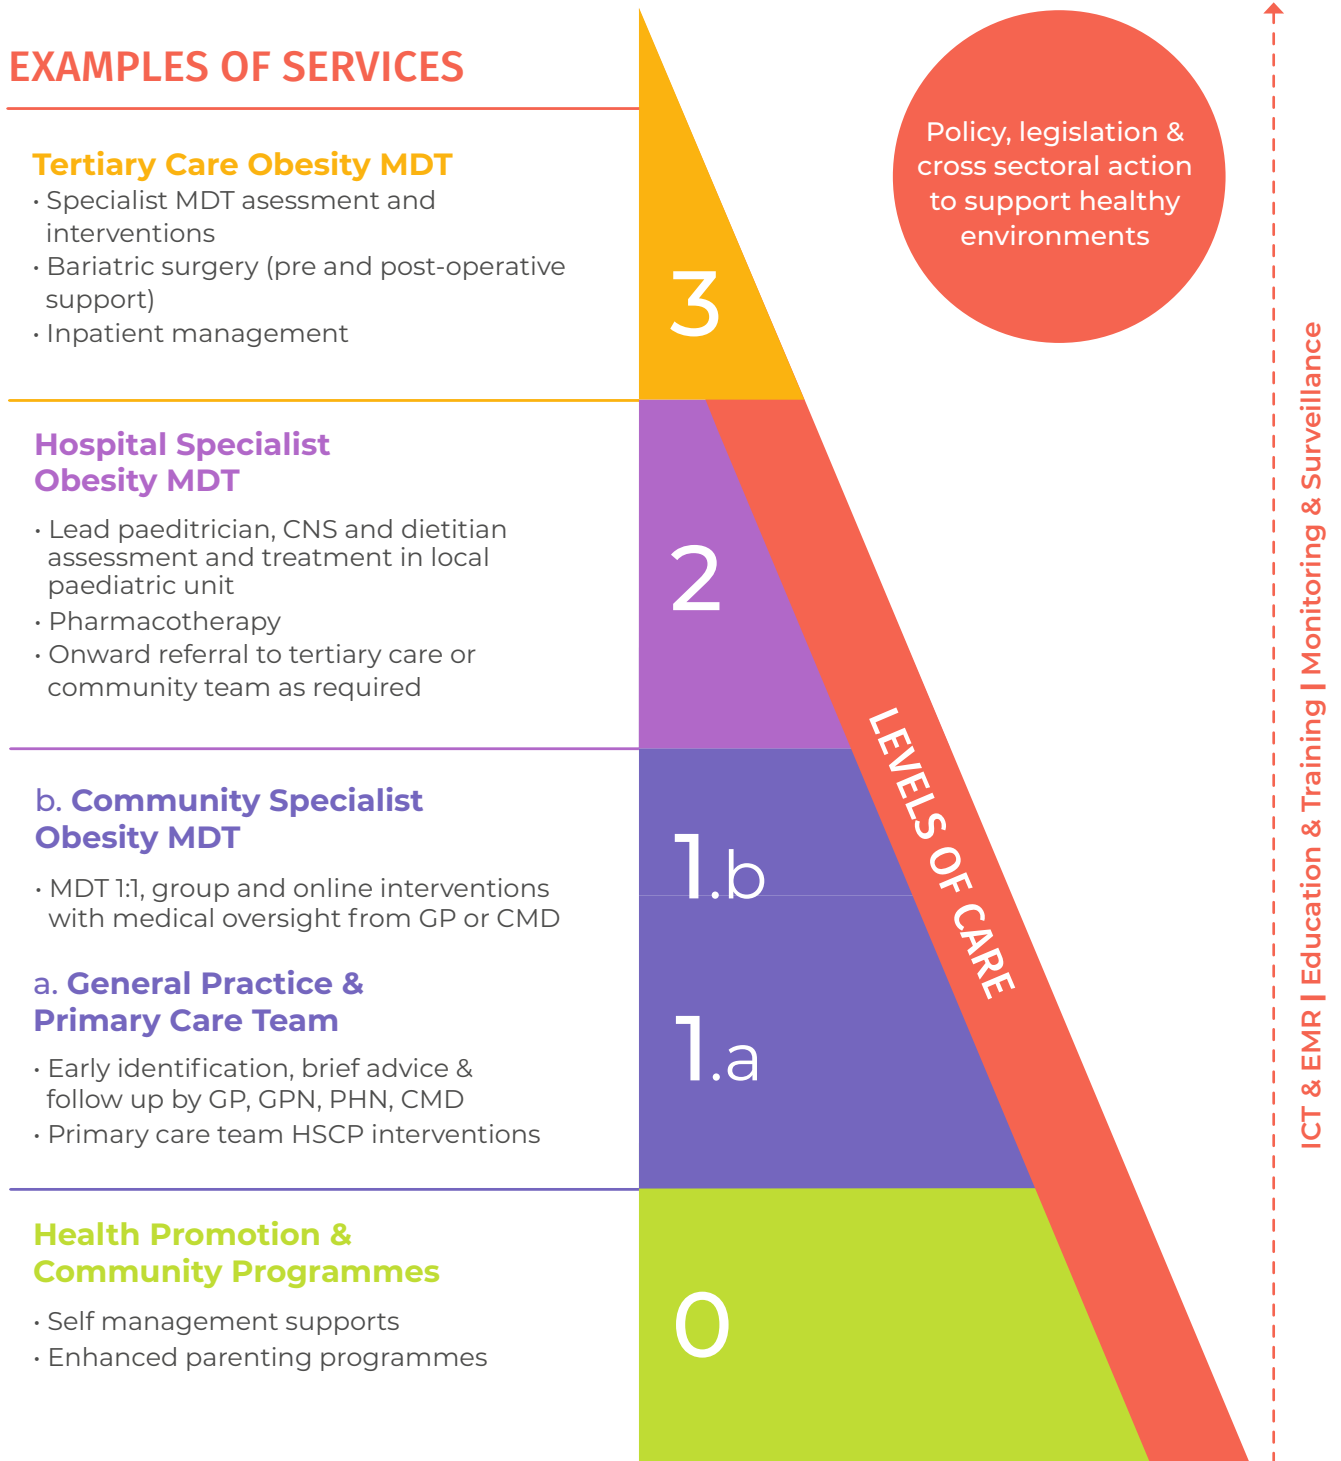 EXAMPLES OF SERVICES
Tertiary Care Obesity MDT
· Specialist MDT asessment and
interventions
· Bariatric surgery (pre and post-operative
support)
· Inpatient management
3
Policy, legislation &
cross sectoral action
to support healthy
environments
Hospital Specialist
Obesity MDT
· Lead paeditrician, CNS and dietitian
assessment and treatment in local
paediatric unit
· Pharmacotherapy
· Onward referral to tertiary care or
community team as required
2
b. Community Specialist
Obesity MDT
· MDT 1:1, group and online interventions
with medical oversight from GP or CMD
1.b
a. General Practice &
Primary Care Team
· Early identification, brief advice &
follow up by GP, GPN, PHN, CMD
· Primary care team HSCP interventions
1.a
Health Promotion &
Community Programmes
· Self management supports
· Enhanced parenting programmes
0
LEVELS OF CARE
ICT & EMR | Education & Training | Monitoring & Surveillance